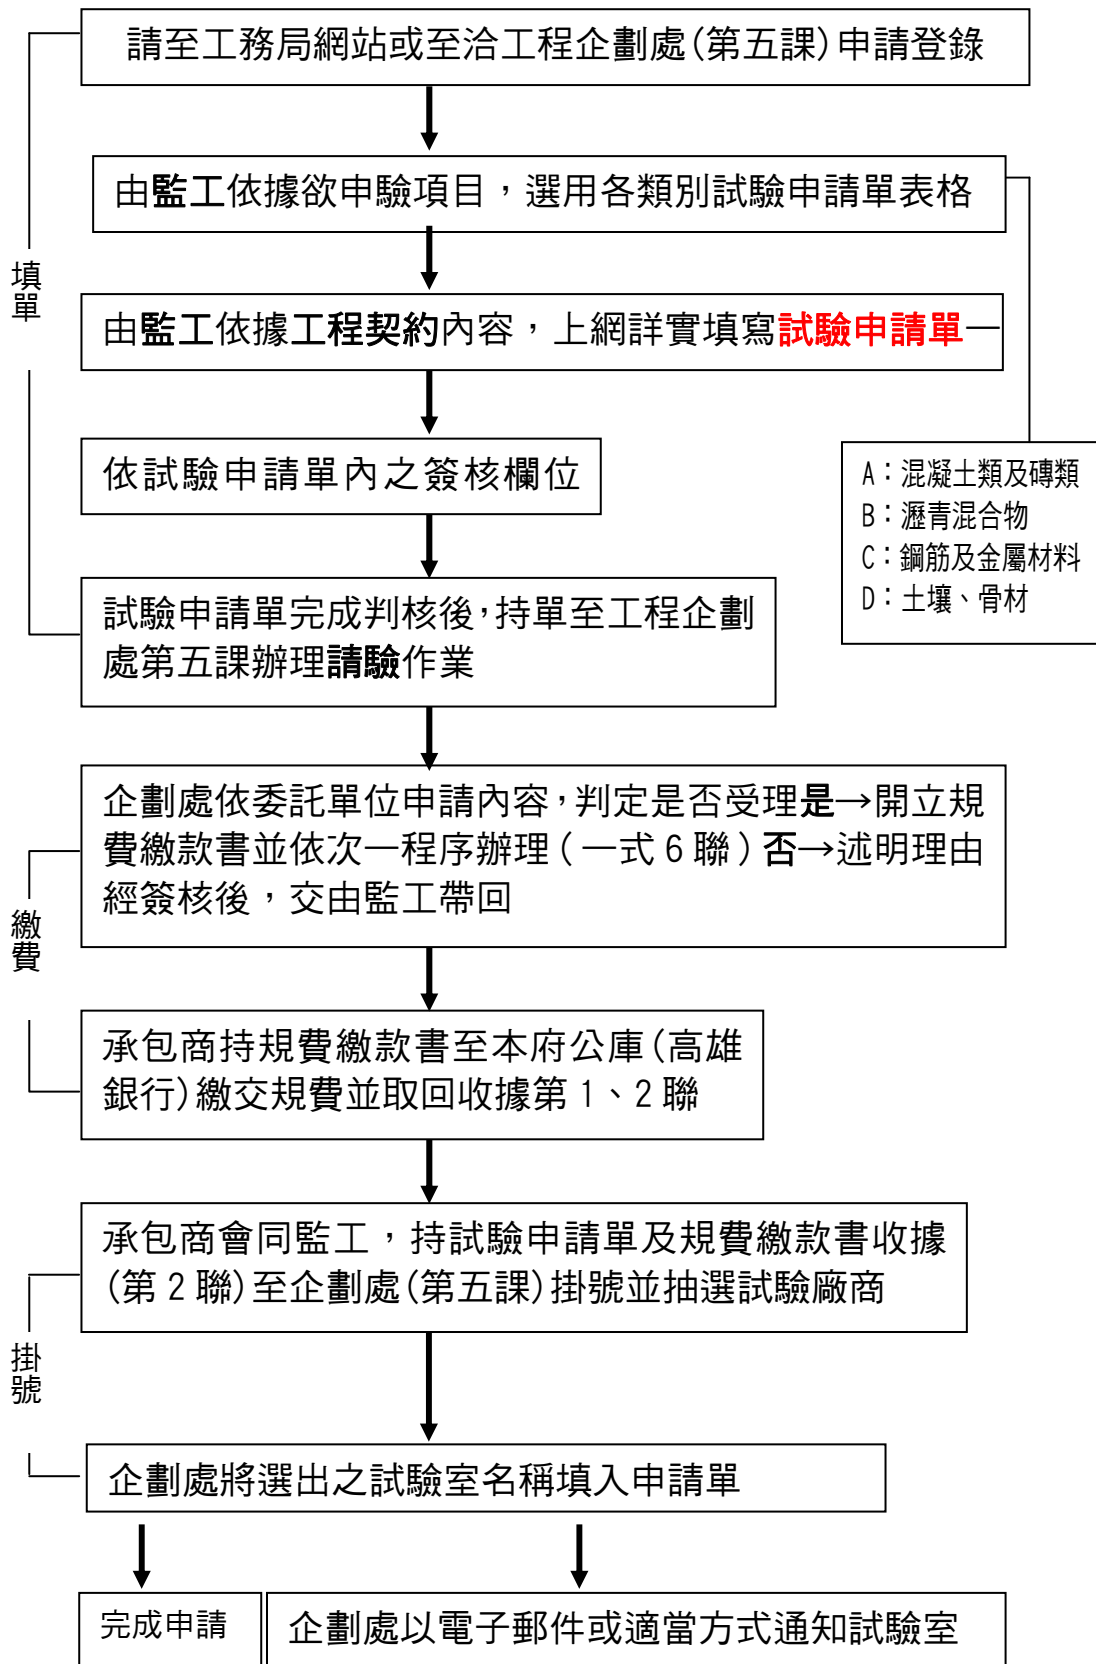 請至工務局網站或至洽工程企劃處(第五課)申請登錄
由監工依據欲申驗項目，選用各類別試驗申請單表格
填單
由監工依據工程契約內容，上網詳實填寫試驗申請單一
依試驗申請單內之簽核欄位
A：混凝土類及磚類
B：瀝青混合物
C：鋼筋及金屬材料
D：土壤、骨材
試驗申請單完成判核後，持單至工程企劃
處第五課辦理請驗作業
企劃處依委託單位申請內容，判定是否受理是→開立規
費繳款書並依次一程序辦理(一式6聯)否→述明理由
經簽核後，交由監工帶回
繳費
承包商持規費繳款書至本府公庫(高雄
銀行)繳交規費並取回收據第1、2聯
承包商會同監工，持試驗申請單及規費繳款書收據
(第2聯)至企劃處(第五課)掛號並抽選試驗廠商
掛號
企劃處將選出之試驗室名稱填入申請單
完成申請
企劃處以電子郵件或適當方式通知試驗室